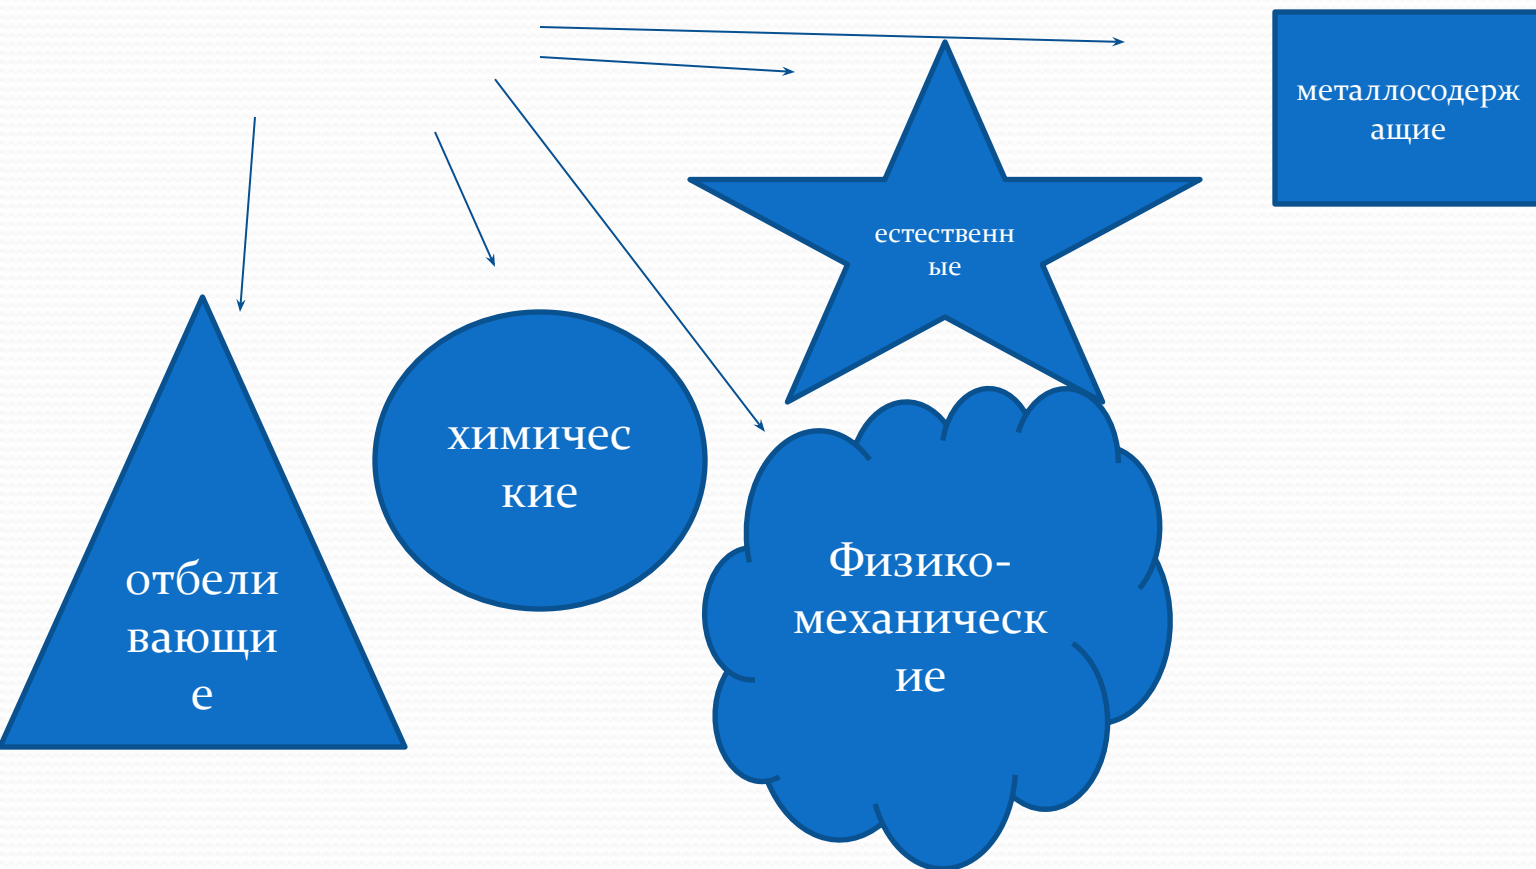 металлосодерж
ащие
естественн
ые
химичес
кие
отбели
вающи
е
Физико-
механическ
ие